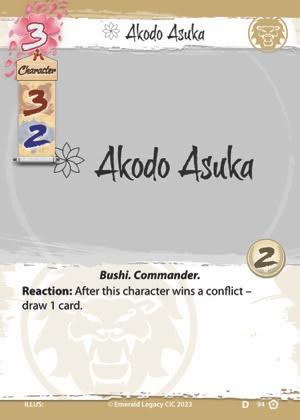 3
Akodo Asuka
Character
3
2
Akodo Asuka
2
Bushi. Commander.
Reaction: After this character wins a conflict –
draw 1 card.
ILLUS:
© Emerald Legacy CIC 2023
D 94